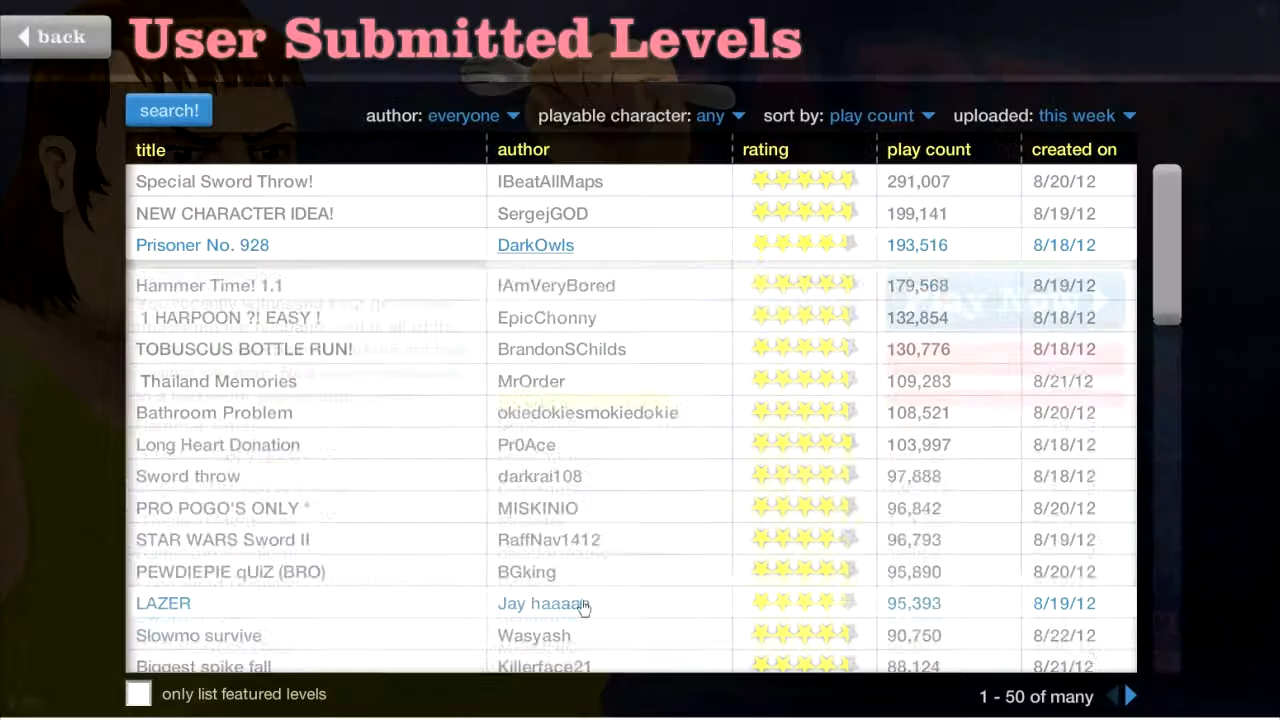 back
User Submitted Levels
search!
author: everyone playable character: any sort by: play count uploaded: this week
title author rating play count created on
Special Sword Throw! IBeatAllMaps 291,007 8/20/12
NEW CHARACTER IDEA! SergejGOD 199,141 8/19/12
Prisoner No. 928 DarkOwls 193,516 8/18/12
Hammer Time! 1.1 IAmVeryBored 179,568 8/19/12
1 HARPOON ?! EASY ! EpicChonny 132,854 8/18/12
TOBUSCUS BOTTLE RUN! BrandonSChilds 130,776 8/18/12
Thailand Memories MrOrder 109,283 8/21/12
Bathroom Problem okiedokiesmokiedokie 108,521 8/20/12
Long Heart Donation Pr0Ace 103,997 8/18/12
Sword throw darkrai108 97,888 8/18/12
PRO POGO'S ONLY * MISKINIO 96,842 8/20/12
STAR WARS Sword II RaffNav1412 96,793 8/19/12
PEWDIEPIE qUiZ (BRO) BGking 95,890 8/20/12
LAZER Jay haaaan 95,393 8/19/12
Slowmo survive Wasyash 90,750 8/22/12
Biggest spike fall Killerface21 88,124 8/21/12
only list featured levels 1 - 50 of many